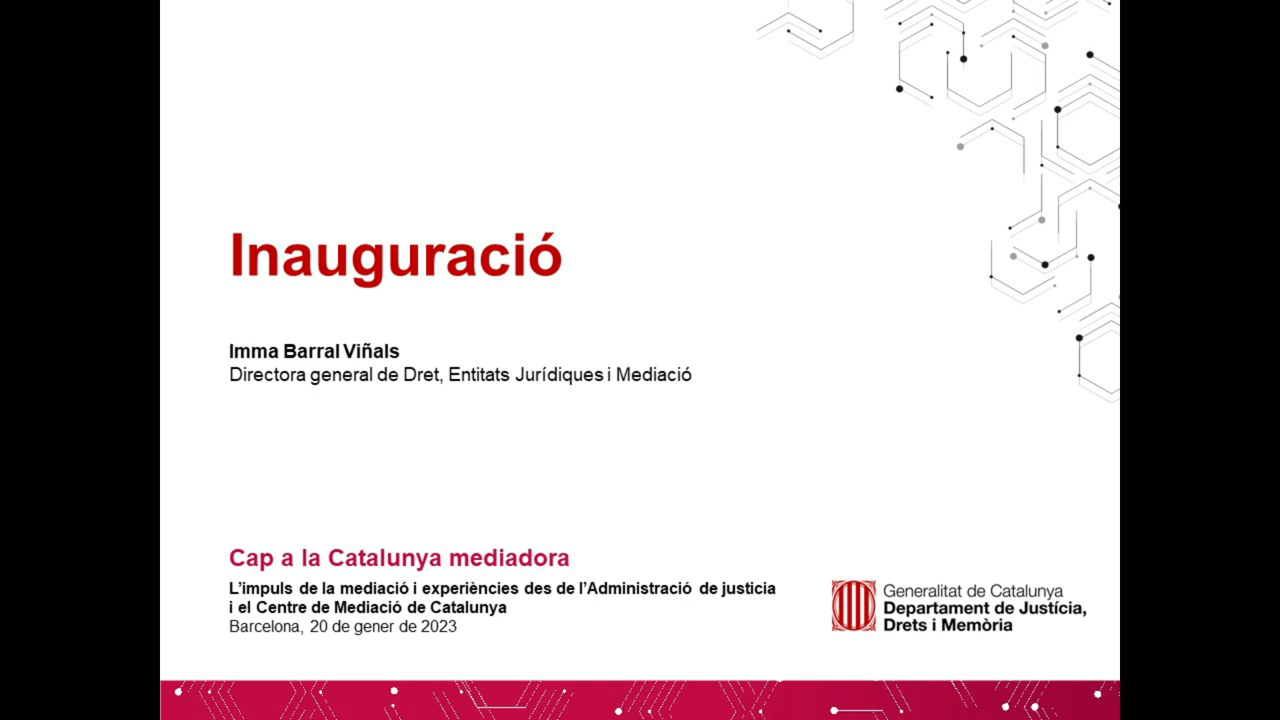 Inauguració
Imma Barral Viñals
Directora general de Dret, Entitats Jurídiques i Mediació
Cap a la Catalunya mediadora
L'impuls de la mediació i experiències des de l'Administració de justicia
i el Centre de Mediació de Catalunya
Barcelona, 20 de gener de 2023
Generalitat de Catalunya
Departament de Justícia,
Drets i Memòria